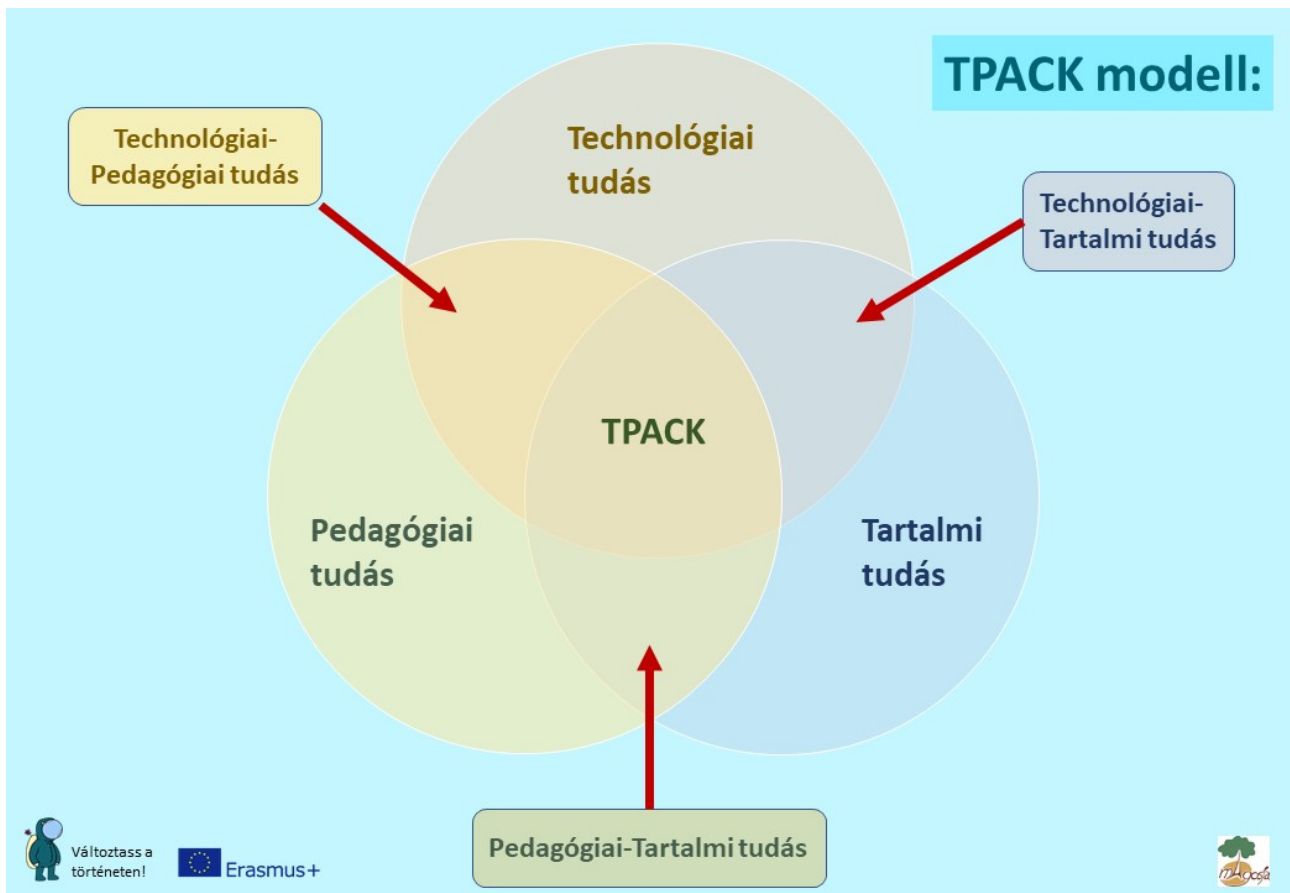 TPACK modell:
Technológiai-
Pedagógiai tudás
Technológiai
tudás
Technológiai-
Tartalmi tudás
TPACK
Pedagógiai
tudás
Tartalmi
tudás
Pedagógiai-Tartalmi tudás
Változtass a
történeten!
Erasmus+
mAgosfa